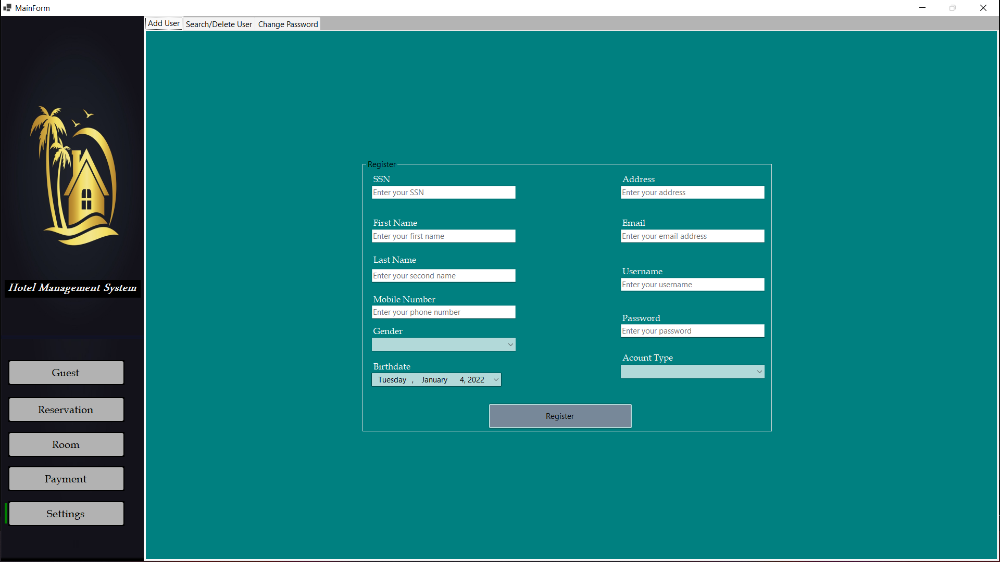 MainForm
Add User
Search/Delete User
Change Password
Hotel Management System
Guest
Reservation
Room
Payment
Settings
Register
SSN
Enter your SSN
First Name
Enter your first name
Last Name
Enter your second name
Mobile Number
Enter your phone number
Gender
Birthdate
Tuesday , January 4, 2022
Address
Enter your address
Email
Enter your email address
Username
Enter your username
Password
Enter your password
Acount Type
Register